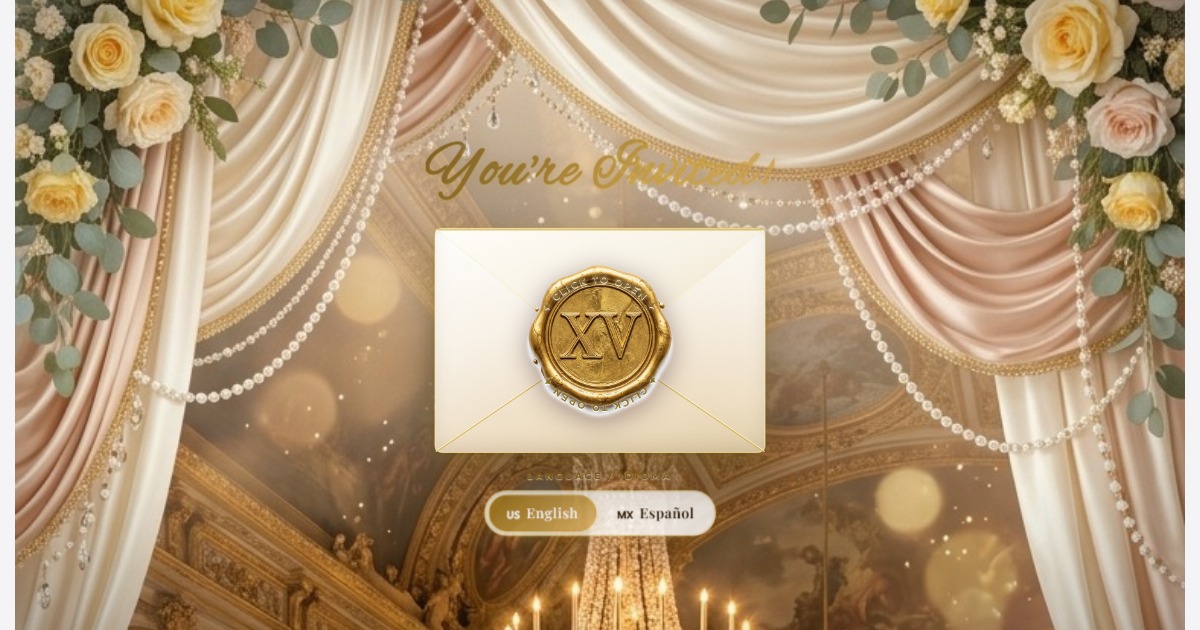 You're Invited!
CLICK TO OPEN
XV
CLICK TO OPEN
LANGUAGE / IDIOMA
US English
MX Español